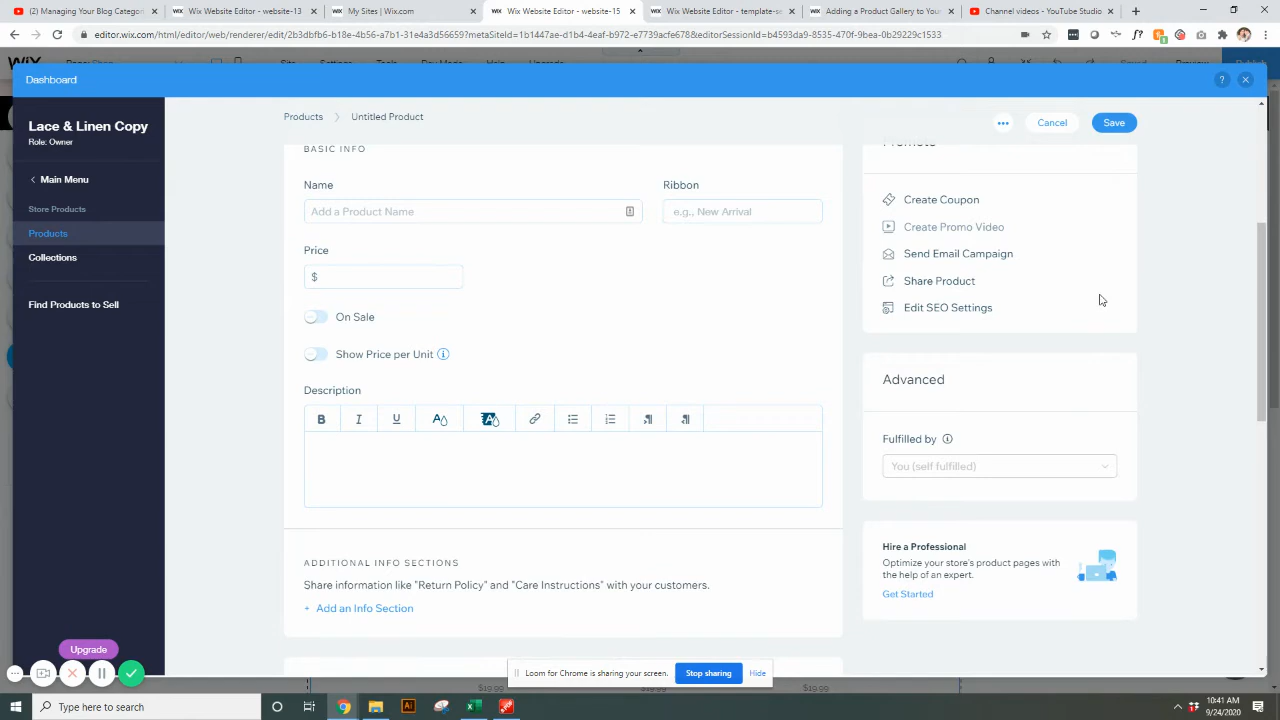 (2) Managing Your Blog Categori
Wix Website Editor - website-13
My Sites | Wix.com
Wix Website Editor - website-15
Wix Website Editor - template-se
Adding a Product Gallery to Your
Channel videos - YouTube Studio
editor.wix.com/html/editor/web/renderer/edit/2b3dbfb6-b18e-4b56-a7b1-31e4a3d56659?metaSiteId=1b1447ae-d1b4-4eaf-b972-e7739acfe678&editorSessionId=b4593da9-8535-470f-9bea-0b29229c1533
Dashboard
?
Lace & Linen Copy
Role: Owner
Main Menu
Store Products
Products
Collections
Find Products to Sell
Upgrade
Products > Untitled Product
Cancel
Save
BASIC INFO
Name
Ribbon
Add a Product Name
e.g., New Arrival
Price
$
On Sale
Show Price per Unit
Description
B I U
ADDITIONAL INFO SECTIONS
Share information like "Return Policy" and "Care Instructions" with your customers.
+ Add an Info Section
Promote
Create Coupon
Create Promo Video
Send Email Campaign
Share Product
Edit SEO Settings
Advanced
Fulfilled by
You (self fulfilled)
Hire a Professional
Optimize your store's product pages with
the help of an expert.
Get Started
Loom for Chrome is sharing your screen.
Stop sharing
Hide
$19.99
$19.99
Type here to search
10:41 AM
9/24/2020